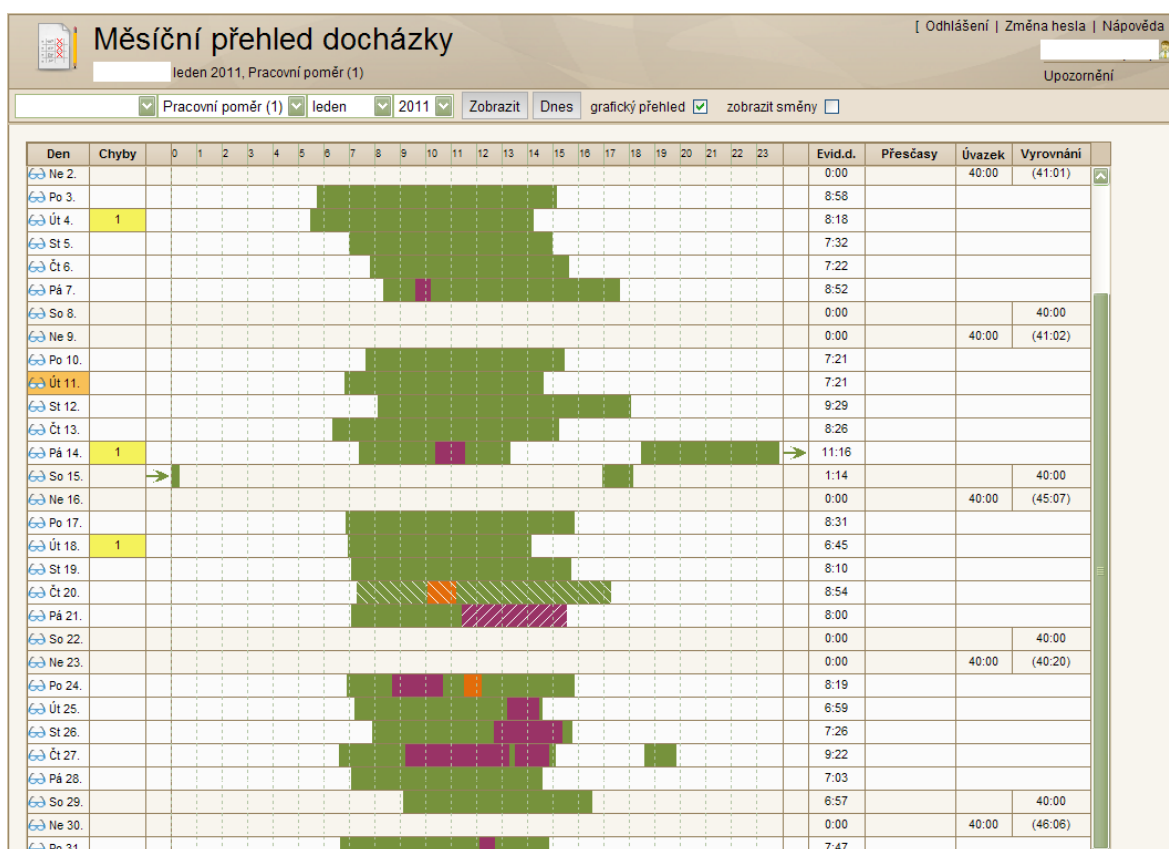 [ Odhlášení | Změna hesla | Nápověda
Měsíční přehled docházky
leden 2011, Pracovní poměr (1)
Upozornění
Pracovní poměr (1) leden 2011 Zobrazit Dnes grafický přehled zobrazit směny
Den Chyby 0 1 2 3 4 5 6 7 8 9 10 11 12 13 14 15 16 17 18 19 20 21 22 23 Evid.d. Přesčasy Úvazek Vyrovnání
Ne 2. 0:00 40:00 (41:01)
Po 3. 8:58
Út 4. 1 8:18
St 5. 7:32
Čt 6. 7:22
Pá 7. 8:52
So 8. 0:00 40:00
Ne 9. 0:00 40:00 (41:02)
Po 10. 7:21
Út 11. 7:21
St 12. 9:29
Čt 13. 8:26
Pá 14. 1 11:16
So 15. 1:14 40:00
Ne 16. 0:00 40:00 (45:07)
Po 17. 8:31
Út 18. 1 6:45
St 19. 8:10
Čt 20. 8:54
Pá 21. 8:00
So 22. 0:00 40:00
Ne 23. 0:00 40:00 (40:20)
Po 24. 8:19
Út 25. 6:59
St 26. 7:26
Čt 27. 9:22
Pá 28. 7:03
So 29. 6:57 40:00
Ne 30. 0:00 40:00 (46:06)
Po 31. 7:47